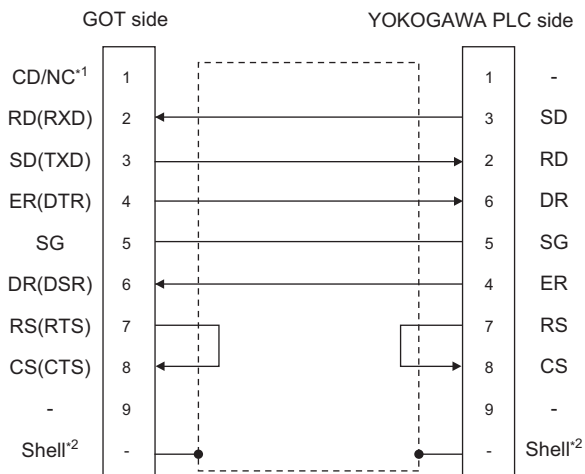 GOT side YOKOGAWA PLC side
CD/NC*1 1 1 -
RD(RXD) 2 3 SD
SD(TXD) 3 2 RD
ER(DTR) 4 6 DR
SG 5 5 SG
DR(DSR) 6 4 ER
RS(RTS) 7 7 RS
CS(CTS) 8 8 CS
- 9 9 -
Shell*2 - - Shell*2